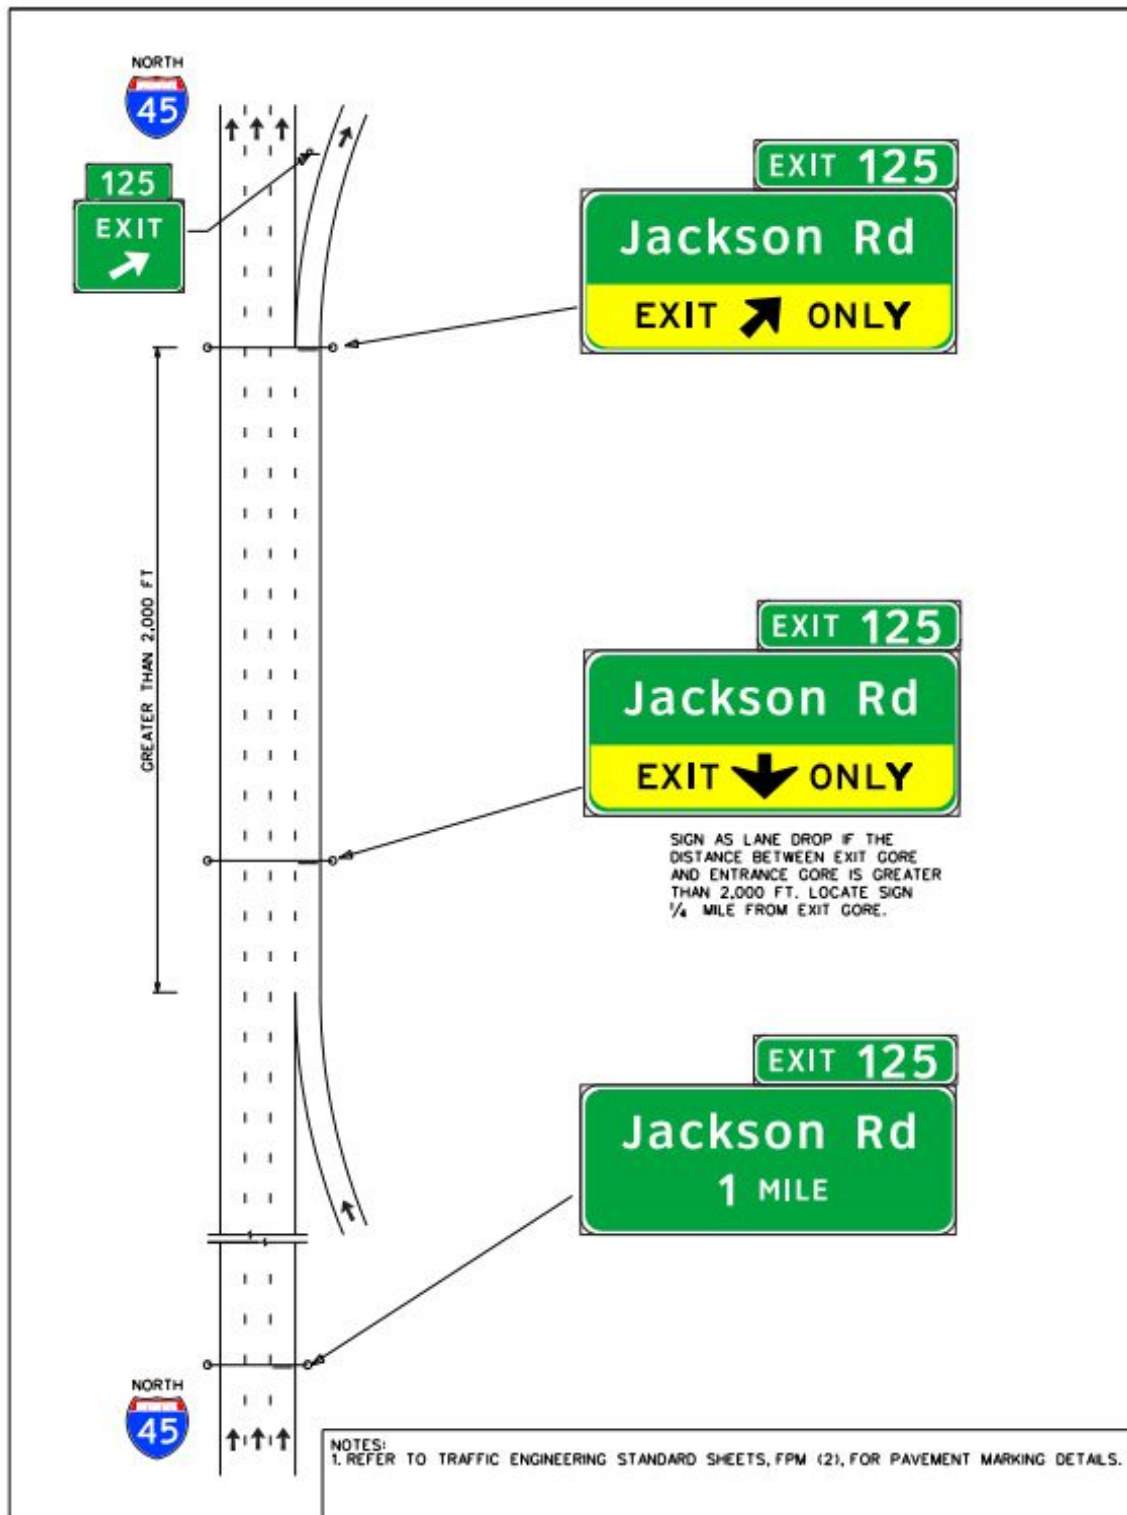 NORTH
45
125
EXIT
EXIT 125
Jackson Rd
EXIT ONLY
GREATER THAN 2,000 FT
EXIT 125
Jackson Rd
EXIT ONLY
SIGN AS LANE DROP IF THE
DISTANCE BETWEEN EXIT GORE
AND ENTRANCE GORE IS GREATER
THAN 2,000 FT. LOCATE SIGN
1/4 MILE FROM EXIT GORE.
EXIT 125
Jackson Rd
1 MILE
NORTH
45
NOTES:
1. REFER TO TRAFFIC ENGINEERING STANDARD SHEETS, FPM (2), FOR PAVEMENT MARKING DETAILS.